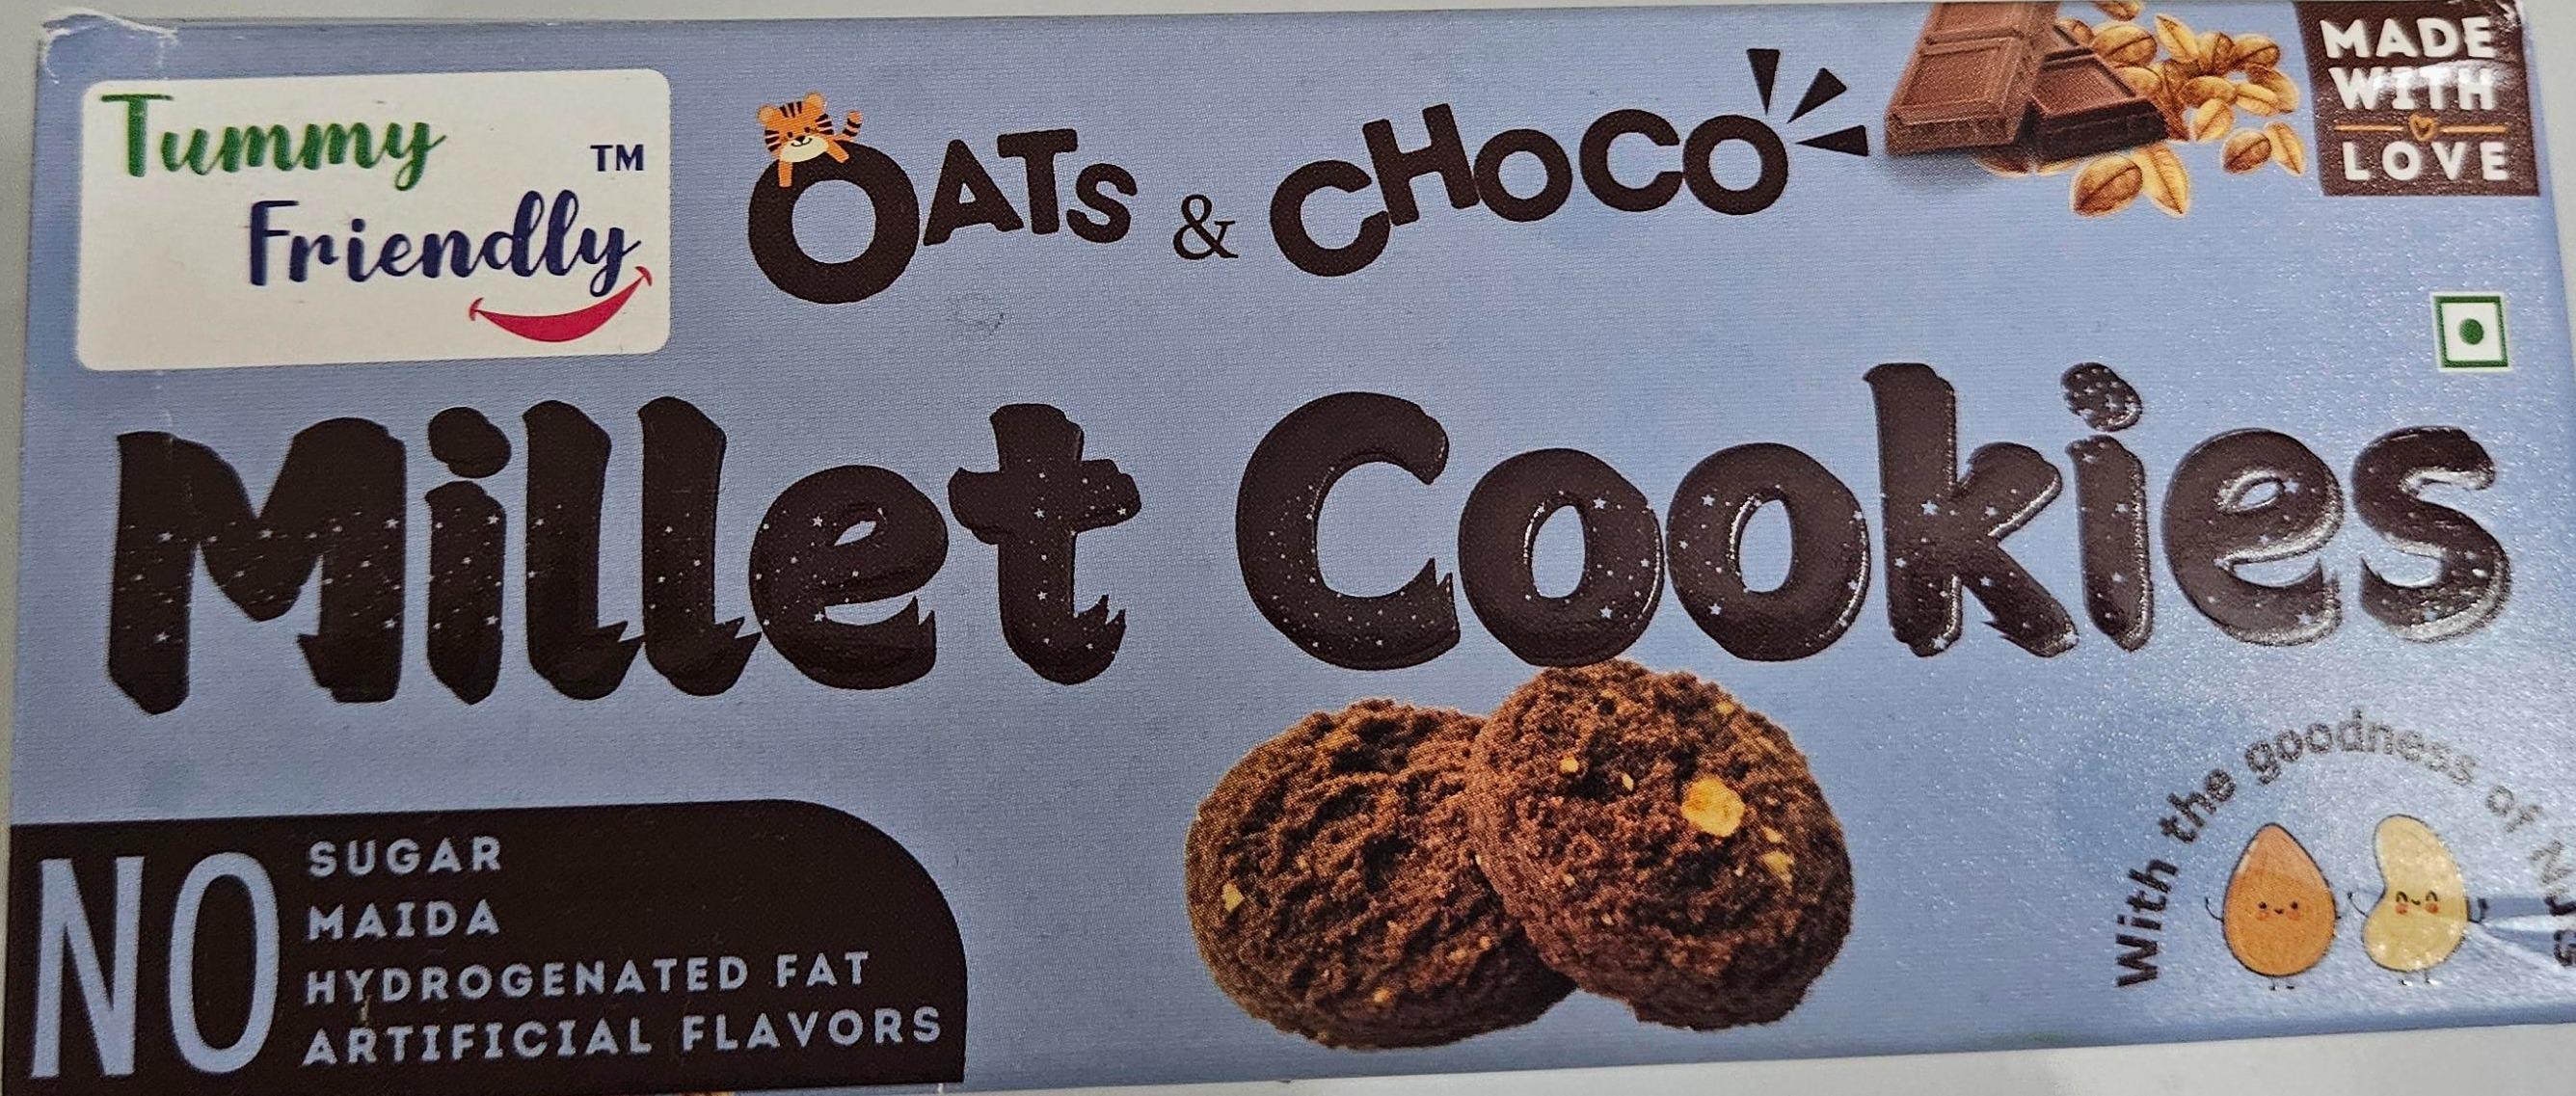 Tummy
Friendly
TM
OATS & CHOCO
MADE
WITH
LOVE
Millet Cookies
NO
SUGAR
MAIDA
HYDROGENATED FAT
ARTIFICIAL FLAVORS
With the goodness of Nuts